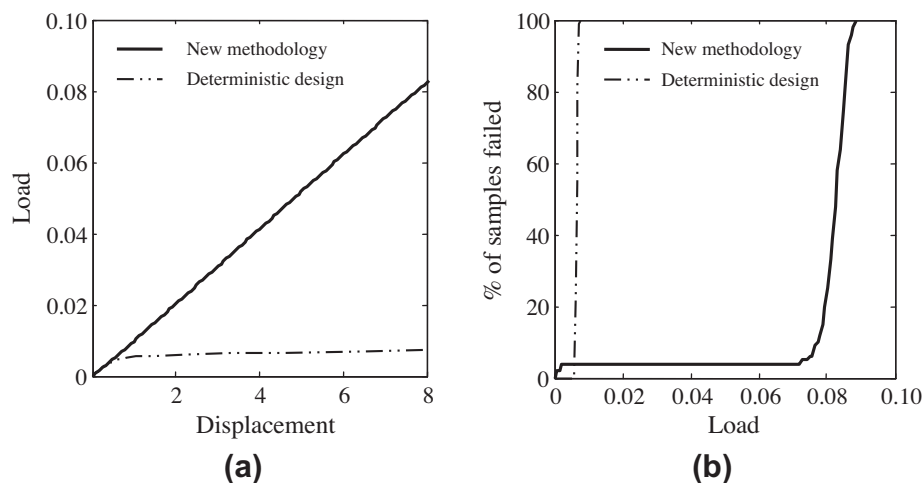 New methodology
Deterministic design
0.10
0.08
0.06
0.04
0.02
0
Load
2
4
6
8
Displacement
(a)
New methodology
Deterministic design
100
80
60
40
20
0
% of samples failed
0
0.02
0.04
0.06
0.08
0.10
Load
(b)